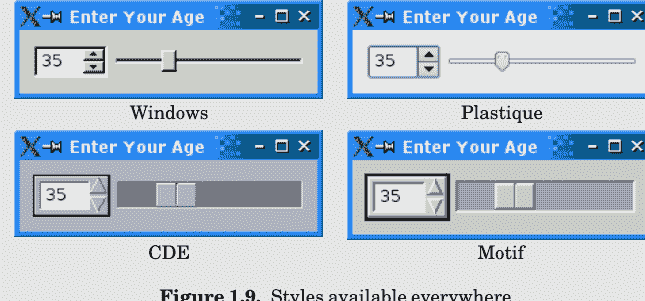 Enter Your Age
Enter Your Age
35
35
Windows
Plastique
Enter Your Age
Enter Your Age
35
35
CDE
Motif
Figure 1.9. Styles available everywhere